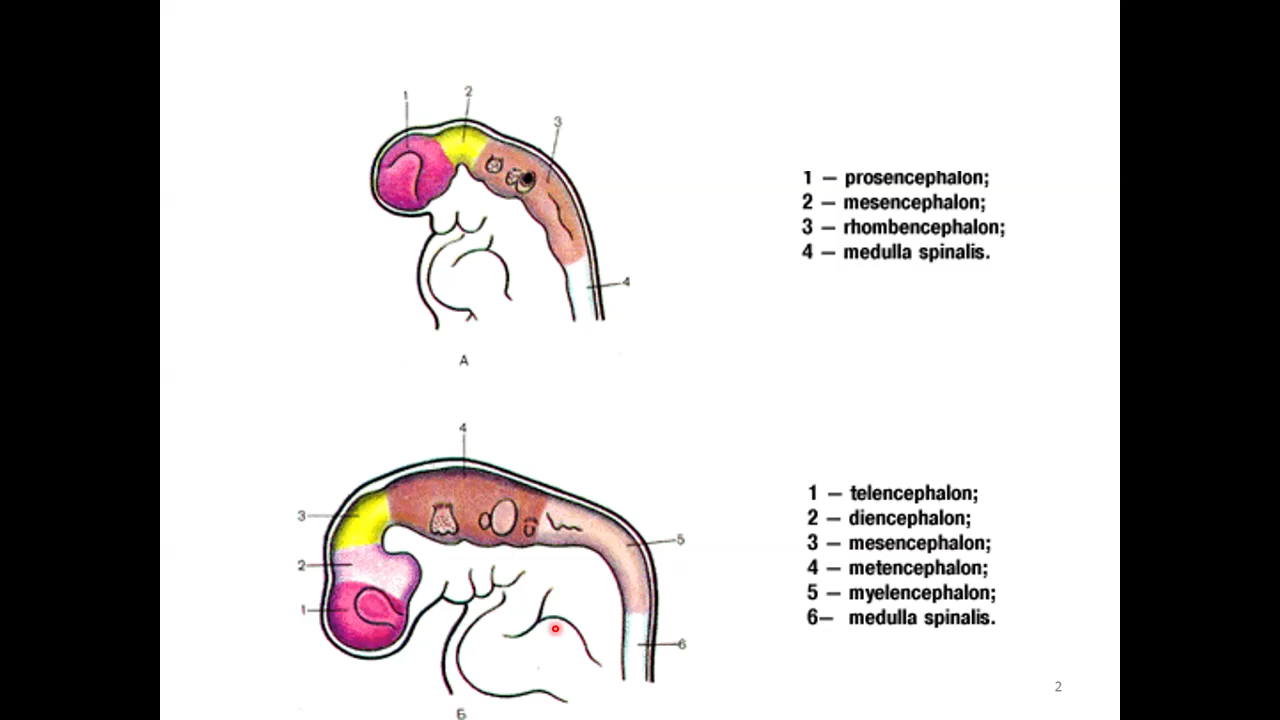 1 2 3
1 – prosencephalon;
2 – mesencephalon;
3 – rhombencephalon;
4 – medulla spinalis.
4
А
4
3
2
1
5
6
1 – telencephalon;
2 – diencephalon;
3 – mesencephalon;
4 – metencephalon;
5 – myelencephalon;
6– medulla spinalis.
2
Б